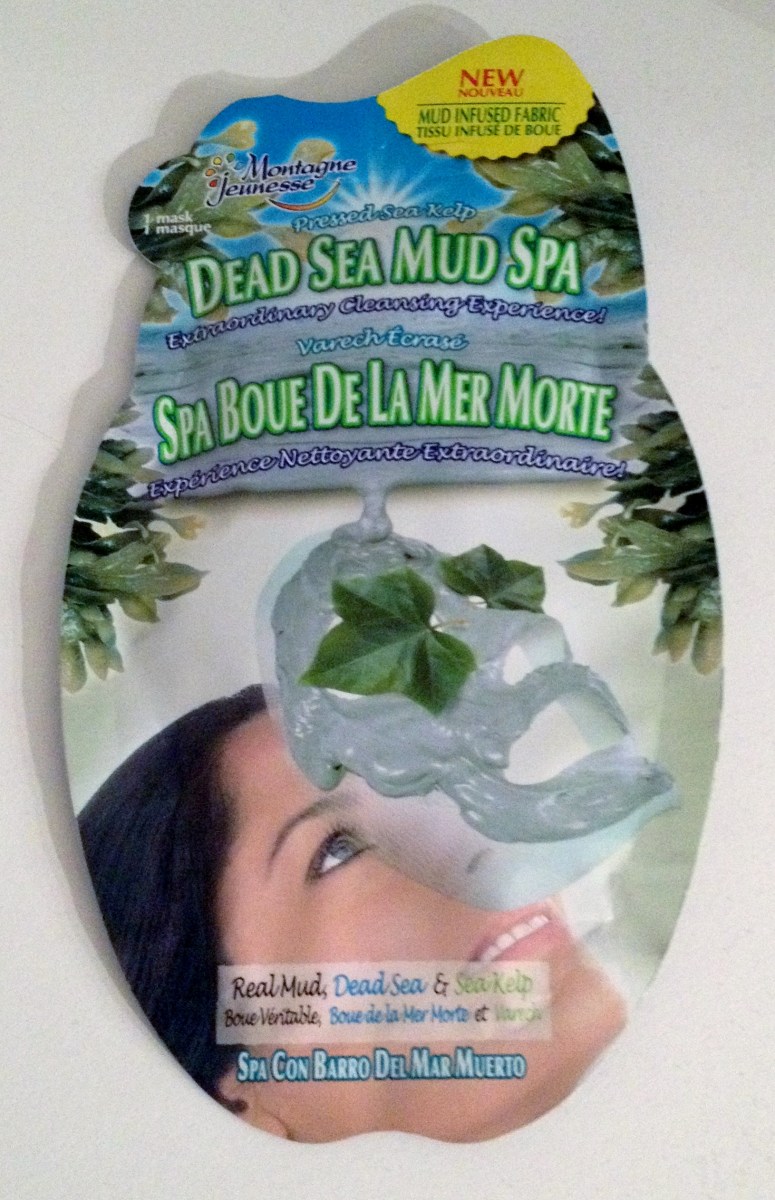 NEW
NOUVEAU
MUD INFUSED FABRIC
TISSU INFUSÉ DE BOUE
Montagne
Jeunesse
1 mask
masque
Pressed Sea Kelp
DEAD SEA MUD SPA
Extraordinary Cleansing Experience!
Varech Écrasé
SPA BOUE DE LA MER MORTE
Expérience Nettoyante Extraordinaire!
Real Mud, Dead Sea & Sea Kelp
Boue Véritable, Boue de la Mer Morte et Varech
SPA CON BARRO DEL MAR MUERTO